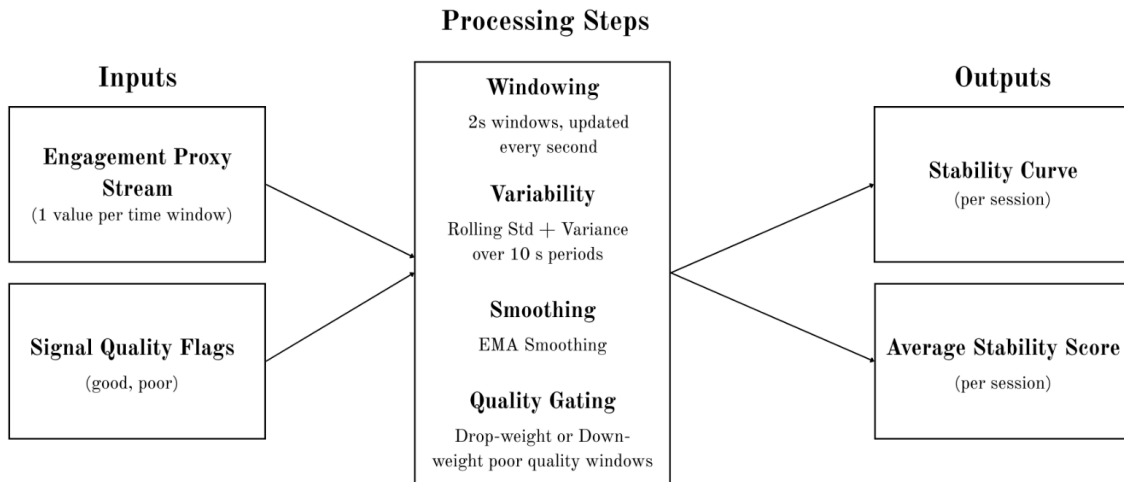 Processing Steps
Inputs
Engagement Proxy
Stream
(1 value per time window)
Signal Quality Flags
(good, poor)
Windowing
2s windows, updated
every second
Variability
Rolling Std + Variance
over 10 s periods
Smoothing
EMA Smoothing
Quality Gating
Drop-weight or Down-
weight poor quality windows
Outputs
Stability Curve
(per session)
Average Stability Score
(per session)